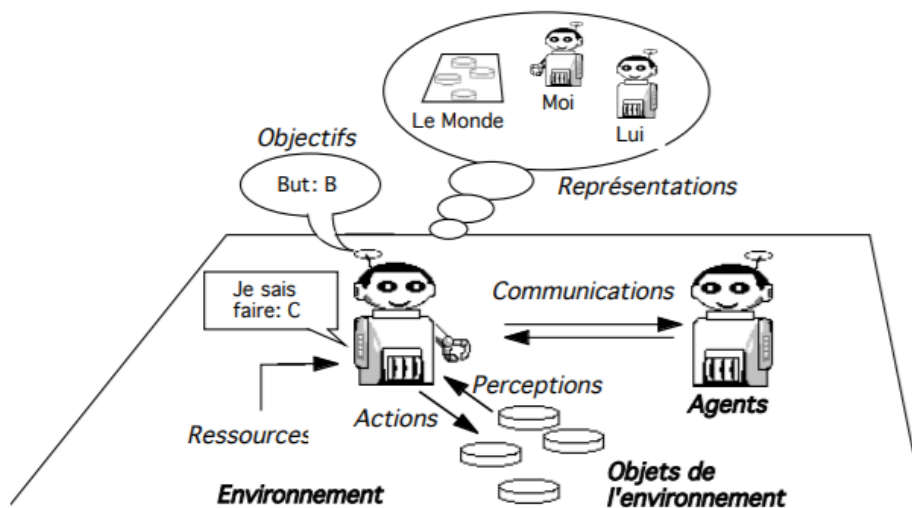 Le Monde
Moi
Lui
Objectifs
But: B
Représentations
Je sais
faire: C
Communications
Perceptions
Actions
Agents
Ressources
Environnement
Objets de
l'environnement